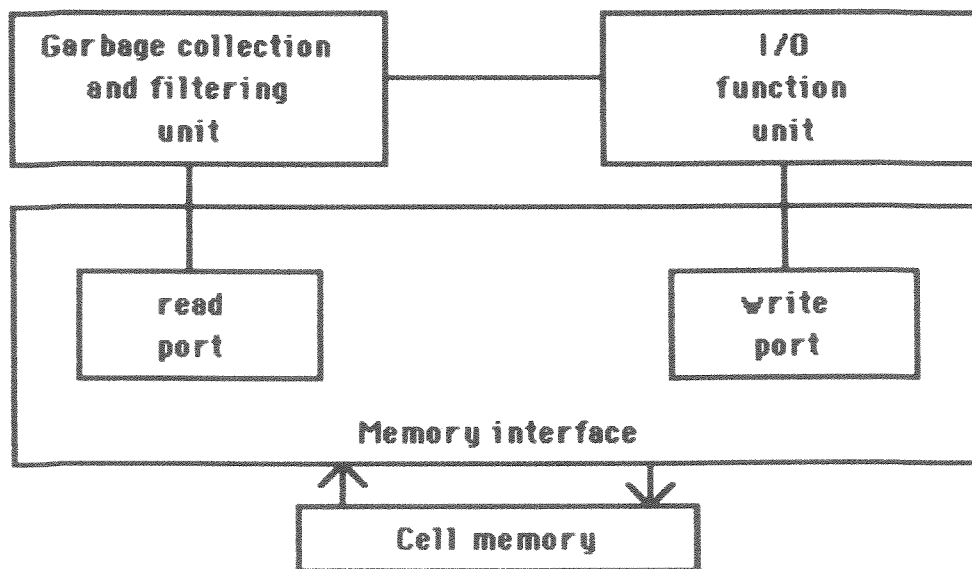 Garbage collection
and filtering
unit
I/O
function
unit
read
port
write
port
Memory interface
Cell memory